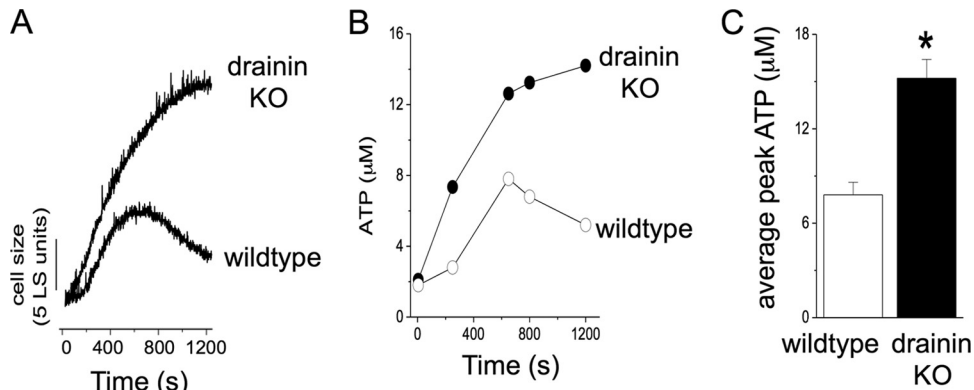 A
drainin
KO
wildtype
cell size
(5 LS units)
0 400 800 1200
Time (s)
B
16
12
8
4
0
ATP (μM)
drainin
KO
wildtype
0 400 800 1200
Time (s)
C
18
12
6
0
average peak ATP (μM)
*
wildtype drainin
KO